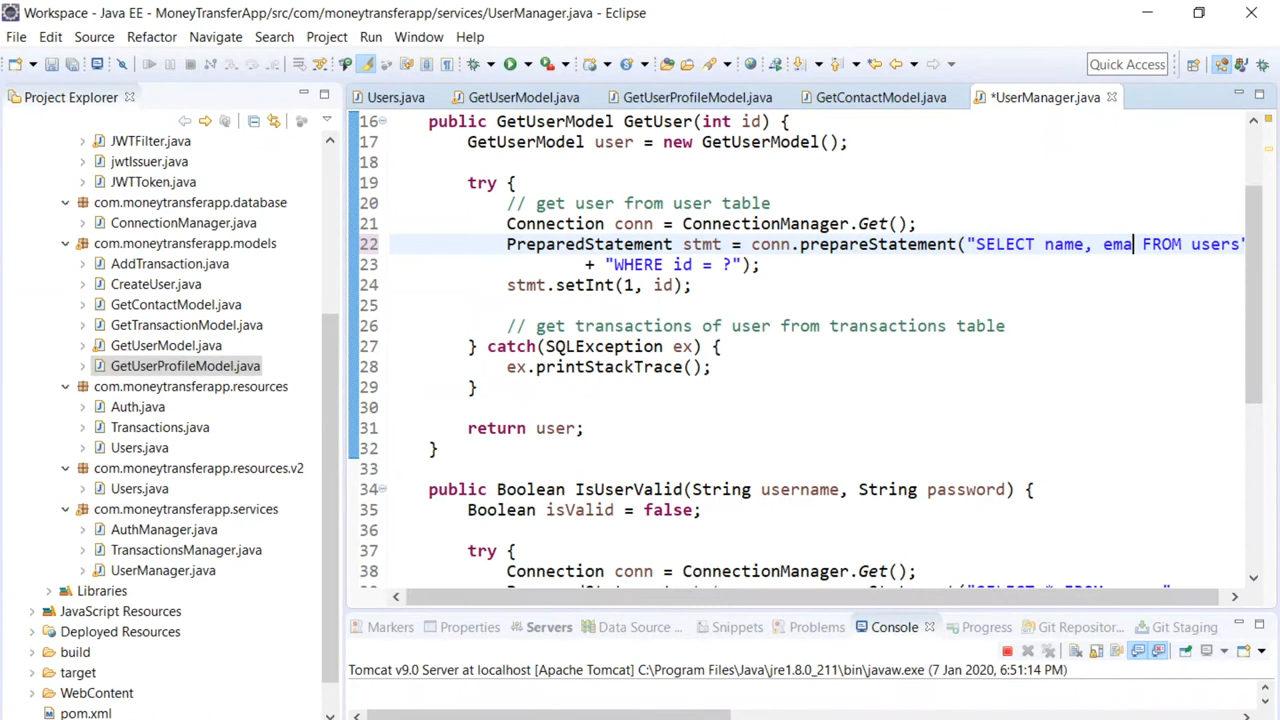 Workspace - Java EE - MoneyTransferApp/src/com/moneytransferapp/services/UserManager.java - Eclipse
File Edit Source Refactor Navigate Search Project Run Window Help
Quick Access
Project Explorer
Users.java GetUserModel.java GetUserProfileModel.java GetContactModel.java *UserManager.java
JWTFilter.java
jwtIssuer.java
JWTToken.java
com.moneytransferapp.database
ConnectionManager.java
com.moneytransferapp.models
AddTransaction.java
CreateUser.java
GetContactModel.java
GetTransactionModel.java
GetUserModel.java
GetUserProfileModel.java
com.moneytransferapp.resources
Auth.java
Transactions.java
Users.java
com.moneytransferapp.resources.v2
Users.java
com.moneytransferapp.services
AuthManager.java
TransactionsManager.java
UserManager.java
Libraries
JavaScript Resources
Deployed Resources
build
target
WebContent
pom.xml
16 public GetUserModel GetUser(int id) {
17 GetUserModel user = new GetUserModel();
18
19 try {
20 // get user from user table
21 Connection conn = ConnectionManager.Get();
22 PreparedStatement stmt = conn.prepareStatement("SELECT name, ema FROM users"
23 + "WHERE id = ?");
24 stmt.setInt(1, id);
25
26 // get transactions of user from transactions table
27 } catch(SQLException ex) {
28 ex.printStackTrace();
29 }
30
31 return user;
32 }
33
34 public Boolean IsUserValid(String username, String password) {
35 Boolean isValid = false;
36
37 try {
38 Connection conn = ConnectionManager.Get();
Markers Properties Servers Data Source ... Snippets Problems Console Progress Git Repositor... Git Staging
Tomcat v9.0 Server at localhost [Apache Tomcat] C:\Program Files\Java\jre1.8.0_211\bin\javaw.exe (7 Jan 2020, 6:51:14 PM)